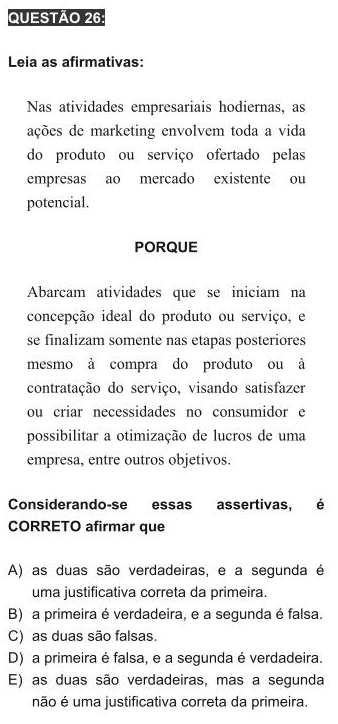 QUESTÃO 26:
Leia as afirmativas:
Nas atividades empresariais hodiernas, as
ações de marketing envolvem toda a vida
do produto ou serviço ofertado pelas
empresas ao mercado existente ou
potencial.
PORQUE
Abarcam atividades que se iniciam na
concepção ideal do produto ou serviço, e
se finalizam somente nas etapas posteriores
mesmo à compra do produto ou à
contratação do serviço, visando satisfazer
ou criar necessidades no consumidor e
possibilitar a otimização de lucros de uma
empresa, entre outros objetivos.
Considerando-se essas assertivas, é
CORRETO afirmar que
A) as duas são verdadeiras, e a segunda é
uma justificativa correta da primeira.
B) a primeira é verdadeira, e a segunda é falsa.
C) as duas são falsas.
D) a primeira é falsa, e a segunda é verdadeira.
E) as duas são verdadeiras, mas a segunda
não é uma justificativa correta da primeira.